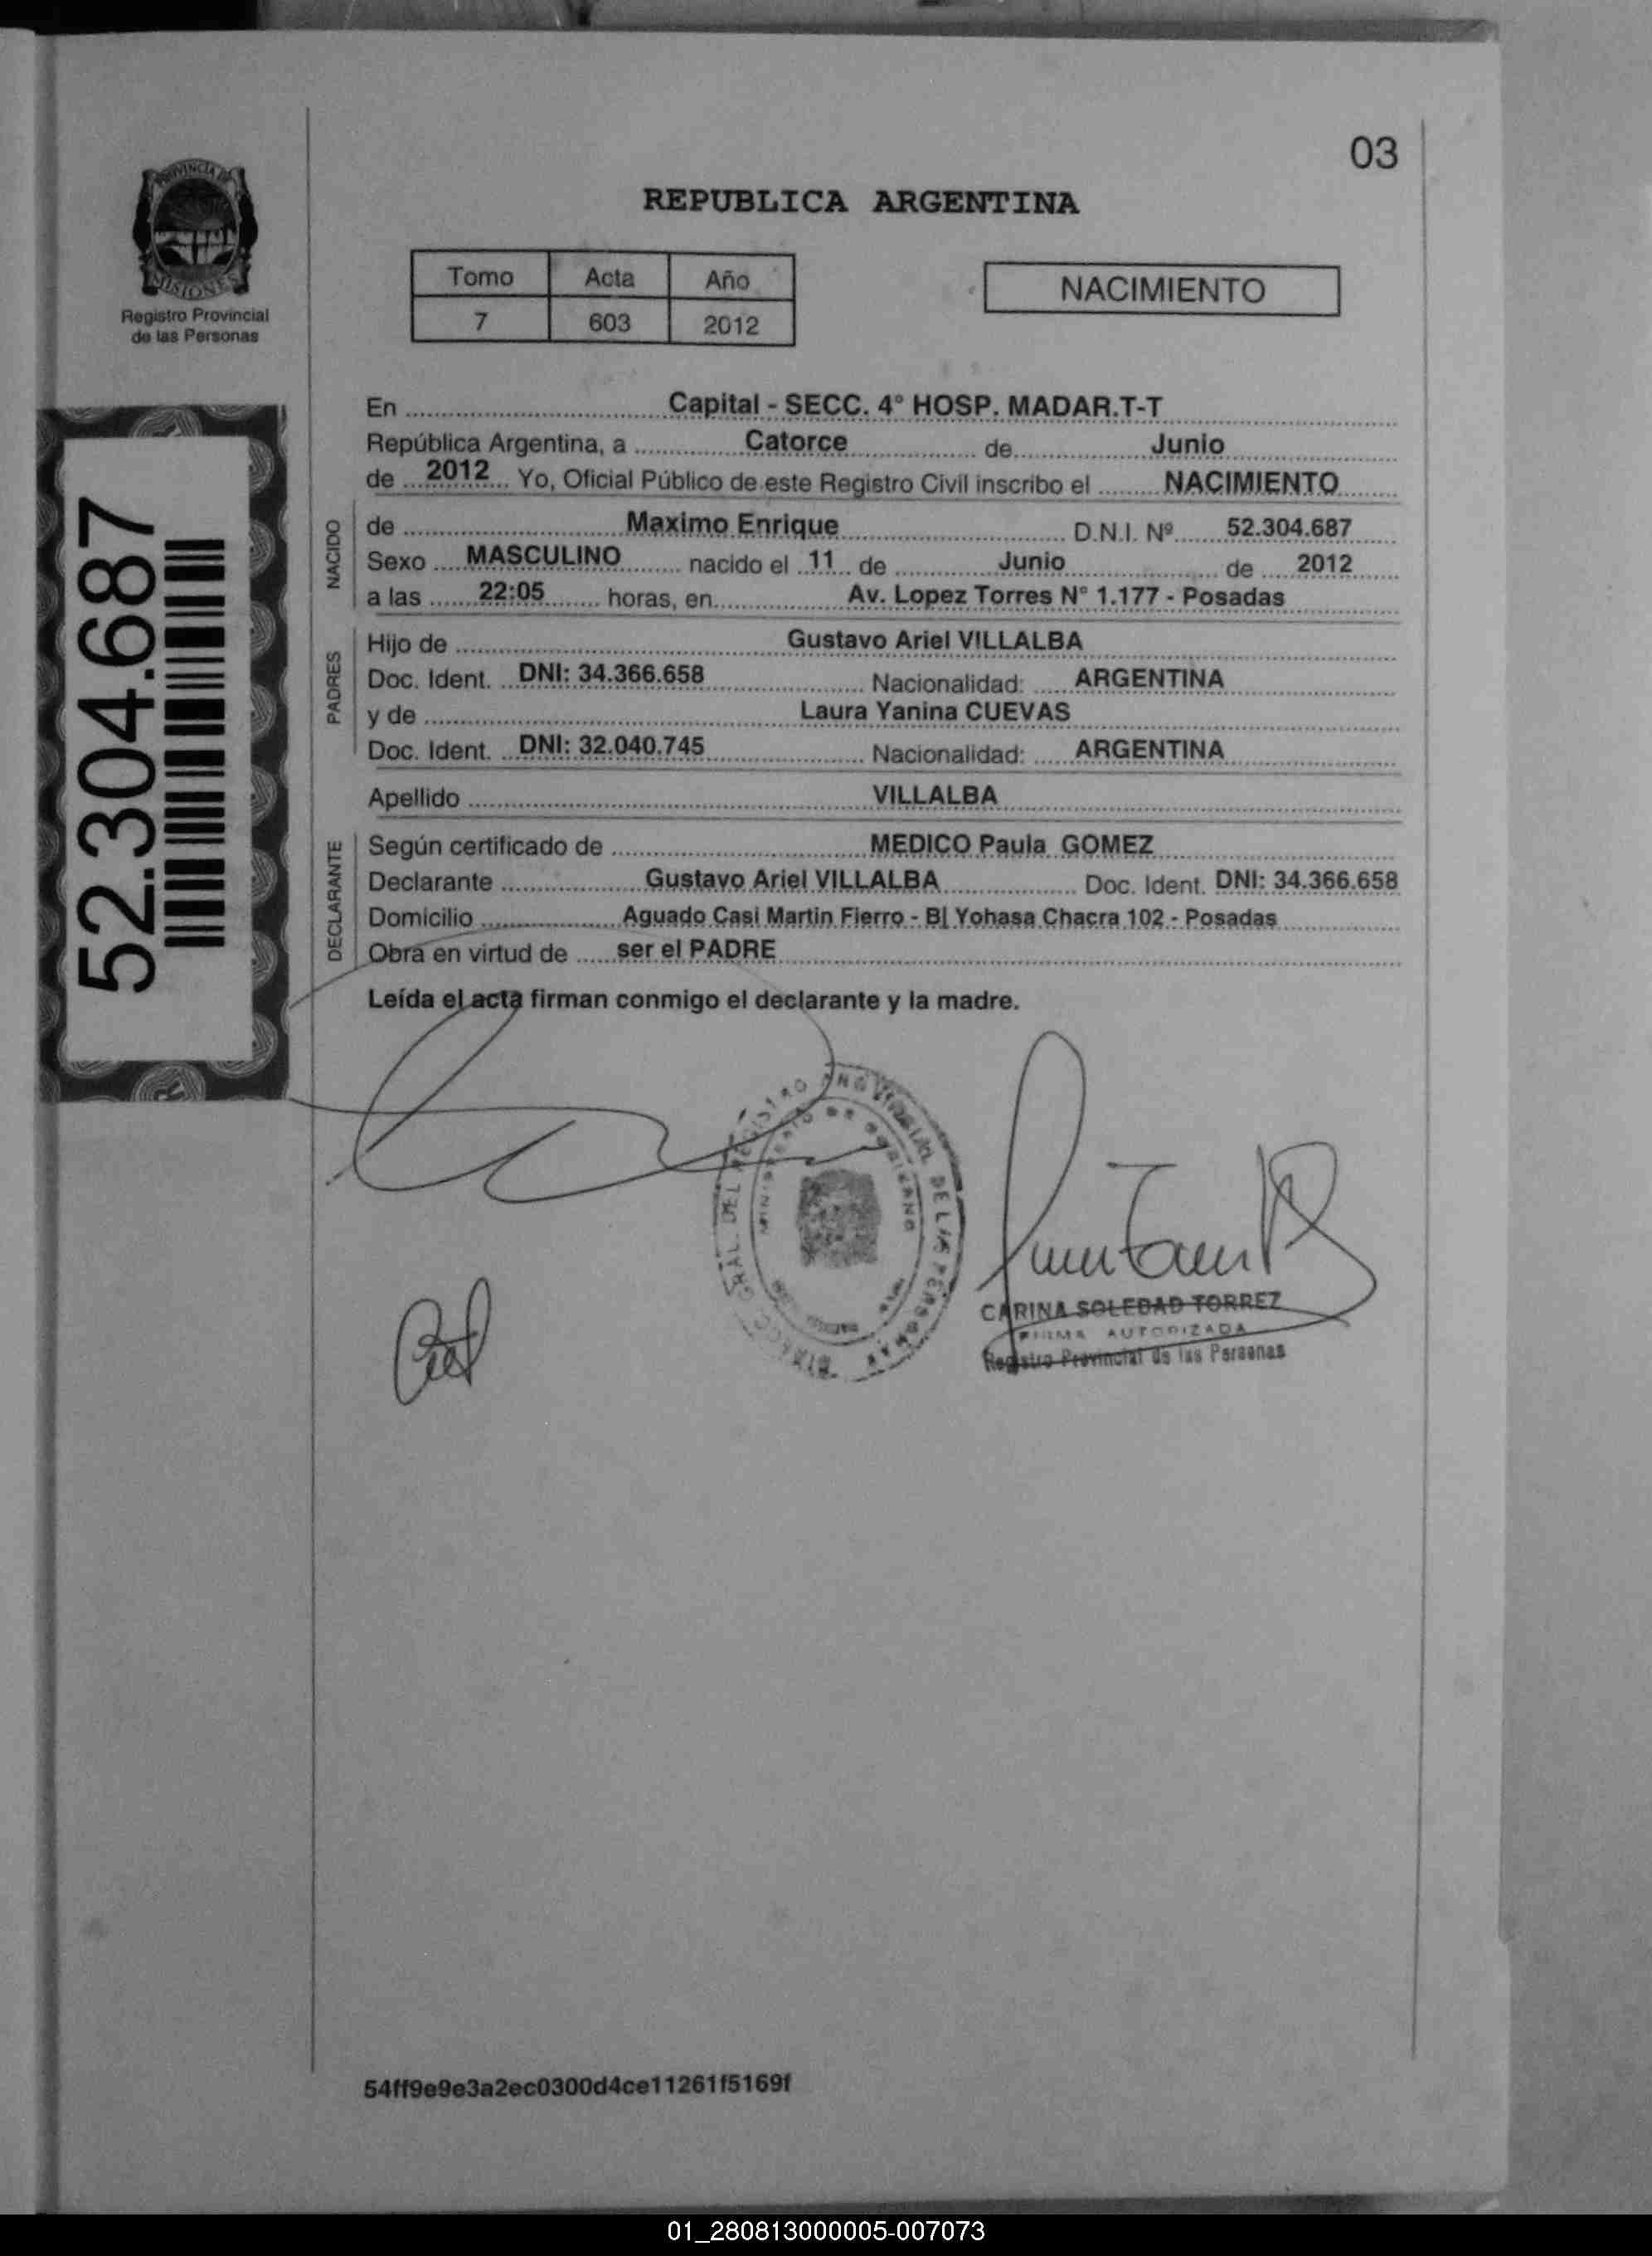 03
PROVINCIA DE
MISIONES
Registro Provincial
de las Personas
REPUBLICA ARGENTINA
Tomo Acta Año
7 603 2012
NACIMIENTO
52.304.687
En Capital - SECC. 4° HOSP. MADAR.T-T
República Argentina, a Catorce de Junio
de 2012 Yo, Oficial Público de este Registro Civil inscribo el NACIMIENTO
NACIDO
de Maximo Enrique D.N.I. Nº 52.304.687
Sexo MASCULINO nacido el 11 de Junio de 2012
a las 22:05 horas, en Av. Lopez Torres N° 1.177 - Posadas
PADRES
Hijo de Gustavo Ariel VILLALBA
Doc. Ident. DNI: 34.366.658 Nacionalidad: ARGENTINA
y de Laura Yanina CUEVAS
Doc. Ident. DNI: 32.040.745 Nacionalidad: ARGENTINA
Apellido VILLALBA
DECLARANTE
Según certificado de MEDICO Paula GOMEZ
Declarante Gustavo Ariel VILLALBA Doc. Ident. DNI: 34.366.658
Domicilio Aguado Casi Martin Fierro - B| Yohasa Chacra 102 - Posadas
Obra en virtud de ser el PADRE
Leída el acta firman conmigo el declarante y la madre.
CARINA SOLEDAD TORREZ
FIRMA AUTORIZADA
Registro Provincial de las Personas
54ff9e9e3a2ec0300d4ce11261f5169f
01_280813000005-007073